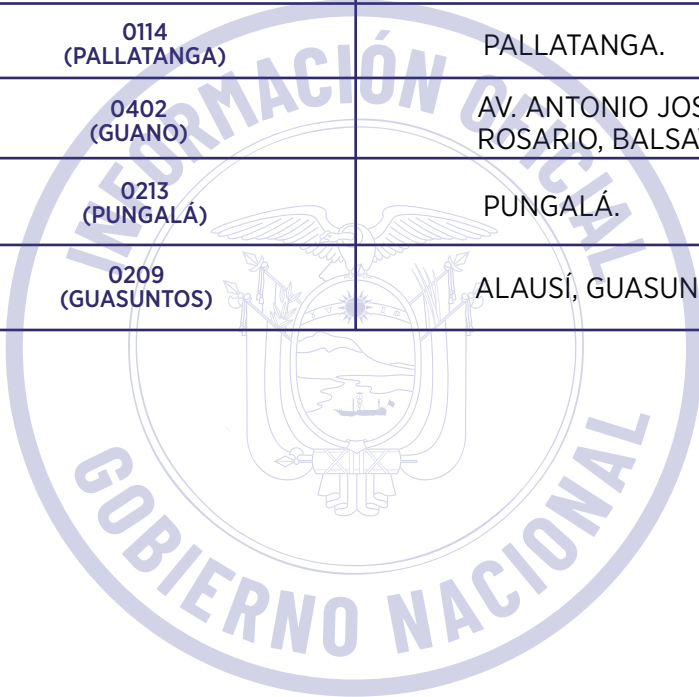 0114
(PALLATANGA)
PALLATANGA.
0402
(GUANO)
AV. ANTONIO JOS
ROSARIO, BALSA
0213
(PUNGALÁ)
PUNGALÁ.
0209
(GUASUNTOS)
ALAUSÍ, GUASUN
INFORMACIÓN OFICIAL
GOBIERNO NACIONAL